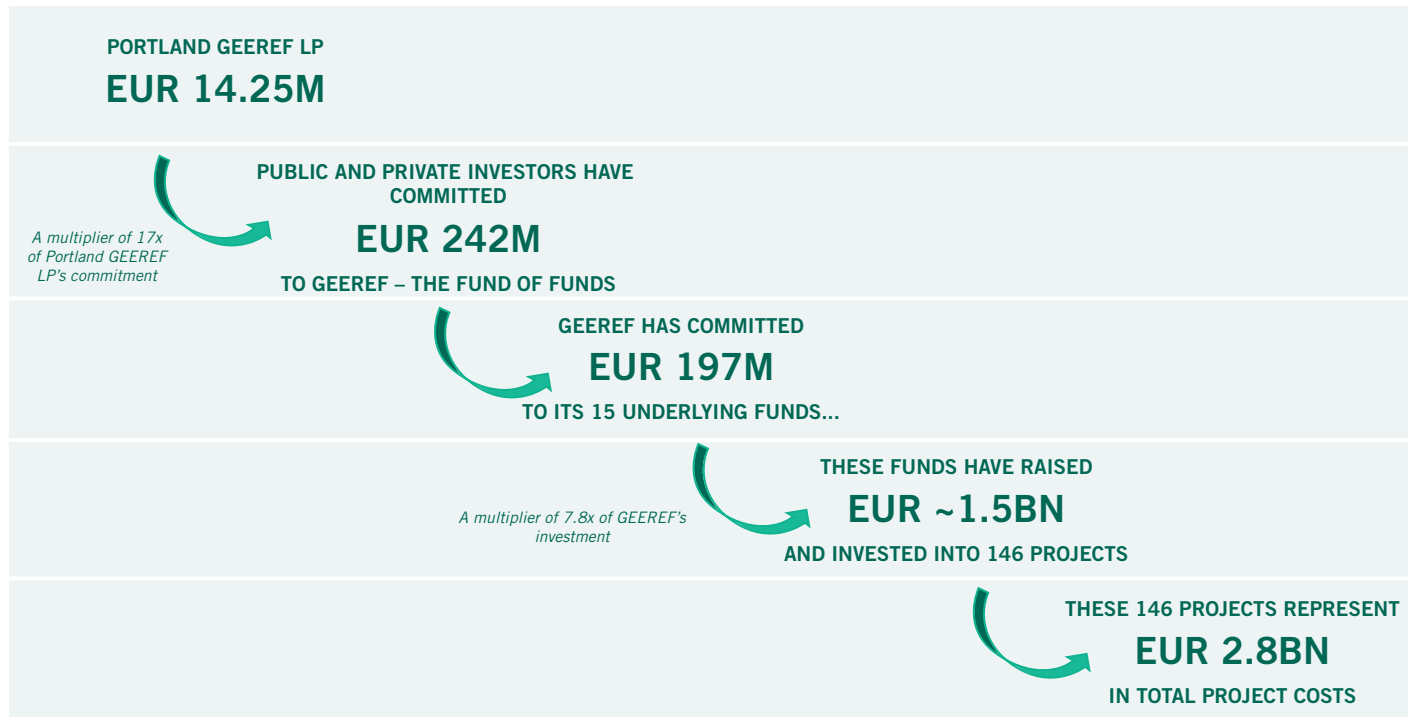 PORTLAND GEEREF LP
EUR 14.25M
PUBLIC AND PRIVATE INVESTORS HAVE
COMMITTED
EUR 242M
TO GEEREF – THE FUND OF FUNDS
A multiplier of 17x
of Portland GEEREF
LP's commitment
GEEREF HAS COMMITTED
EUR 197M
TO ITS 15 UNDERLYING FUNDS...
THESE FUNDS HAVE RAISED
EUR ~1.5BN
AND INVESTED INTO 146 PROJECTS
A multiplier of 7.8x of GEEREF's
investment
THESE 146 PROJECTS REPRESENT
EUR 2.8BN
IN TOTAL PROJECT COSTS